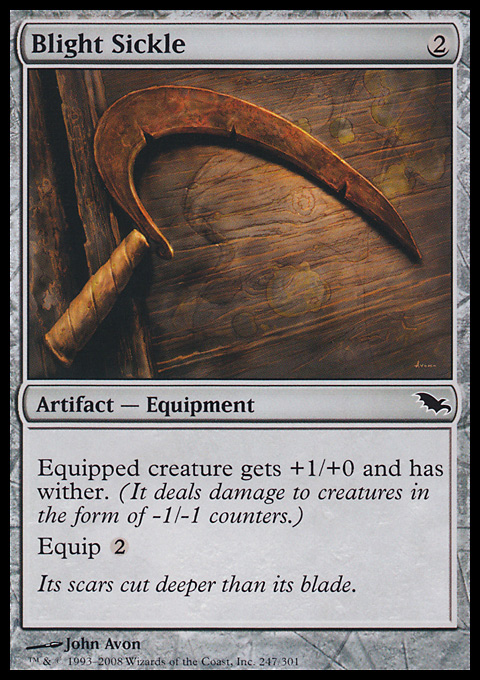 Blight Sickle 2
Artifact — Equipment
Equipped creature gets +1/+0 and has
wither. (It deals damage to creatures in
the form of -1/-1 counters.)
Equip 2
Its scars cut deeper than its blade.
John Avon
™ & © 1993-2008 Wizards of the Coast, Inc. 247/301